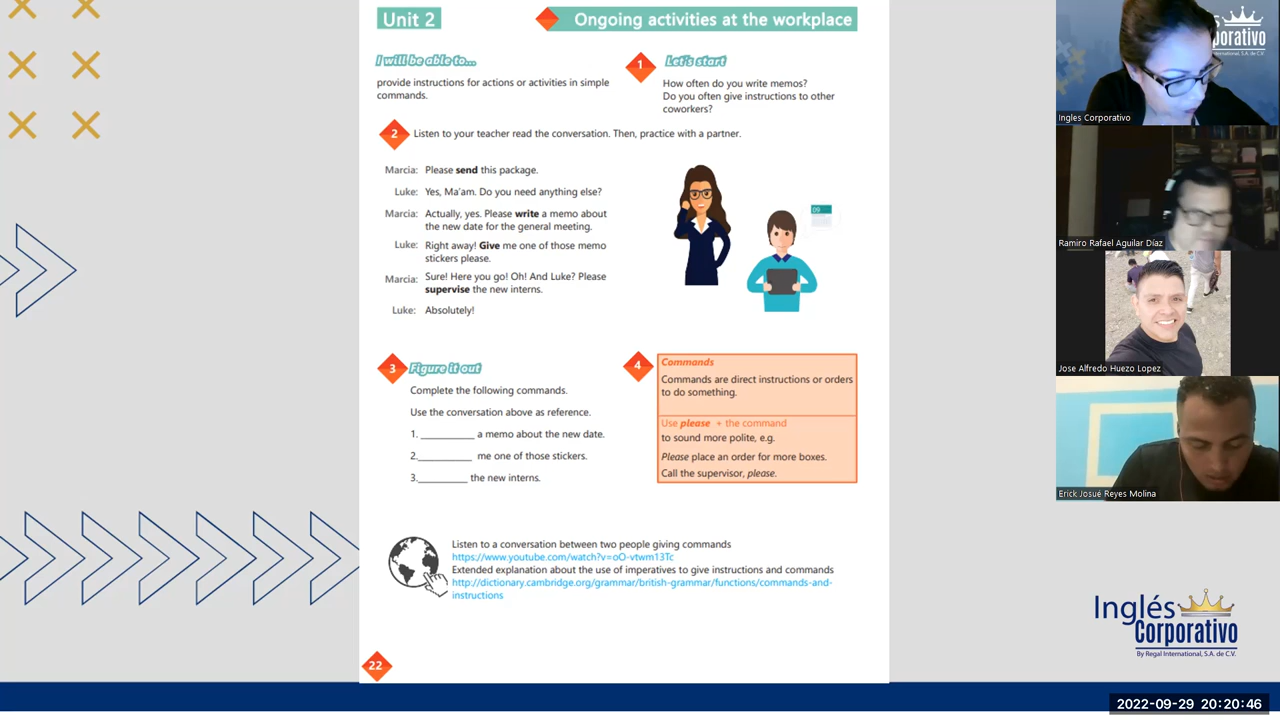 Unit 2
Ongoing activities at the workplace
I will be able to...
provide instructions for actions or activities in simple
commands.
1
Let's start
How often do you write memos?
Do you often give instructions to other
coworkers?
2
Listen to your teacher read the conversation. Then, practice with a partner.
Marcia: Please send this package.
Luke: Yes, Ma'am. Do you need anything else?
Marcia: Actually, yes. Please write a memo about
the new date for the general meeting.
Luke: Right away! Give me one of those memo
stickers please.
Marcia: Sure! Here you go! Oh! And Luke? Please
supervise the new interns.
Luke: Absolutely!
09
3
Figure it out
Complete the following commands.
Use the conversation above as reference.
1. __________ a memo about the new date.
2.__________ me one of those stickers.
3.__________ the new interns.
4
Commands
Commands are direct instructions or orders
to do something.
Use please + the command
to sound more polite, e.g.
Please place an order for more boxes.
Call the supervisor, please.
Listen to a conversation between two people giving commands
https://www.youtube.com/watch?v=oO-vtwm13Tc
Extended explanation about the use of imperatives to give instructions and commands
http://dictionary.cambridge.org/grammar/british-grammar/functions/commands-and-
instructions
22
Ingles Corporativo
Ramiro Rafael Aguilar Díaz
Jose Alfredo Huezo Lopez
Erick Josué Reyes Molina
Inglés
Corporativo
By Regal International, S.A. de C.V.
2022-09-29 20:20:46